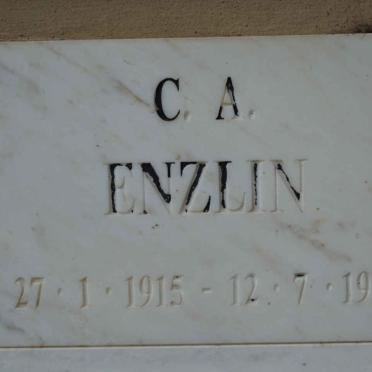 C. A.
ENZLIN
27 · 1 · 1915 - 12 · 7 · 19